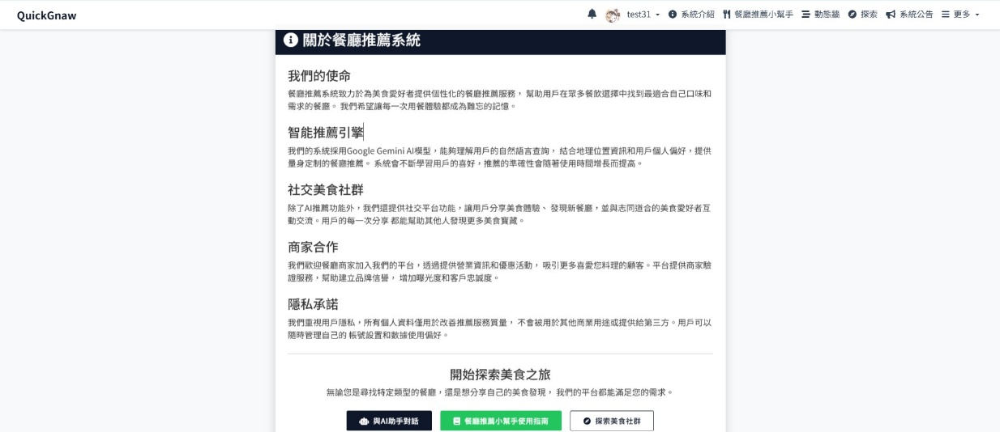 QuickGnaw
test31
系統介紹
餐廳推薦小幫手
動態牆
探索
系統公告
更多
關於餐廳推薦系統
我們的使命
餐廳推薦系統致力於為美食愛好者提供個性化的餐廳推薦服務， 幫助用戶在眾多餐飲選擇中找到最適合自己口味和
需求的餐廳。 我們希望讓每一次用餐體驗都成為難忘的記憶。
智能推薦引擎
我們的系統採用Google Gemini AI模型，能夠理解用戶的自然語言查詢， 結合地理位置資訊和用戶個人偏好，提供
量身定制的餐廳推薦。 系統會不斷學習用戶的喜好，推薦的準確性會隨著使用時間增長而提高。
社交美食社群
除了AI推薦功能外，我們還提供社交平台功能，讓用戶分享美食體驗、 發現新餐廳，並與志同道合的美食愛好者互
動交流。用戶的每一次分享 都能幫助其他人發現更多美食寶藏。
商家合作
我們歡迎餐廳商家加入我們的平台，透過提供營業資訊和優惠活動， 吸引更多喜愛您料理的顧客。平台提供商家驗
證服務，幫助建立品牌信譽， 增加曝光度和客戶忠誠度。
隱私承諾
我們重視用戶隱私，所有個人資料僅用於改善推薦服務質量， 不會被用於其他商業用途或提供給第三方。用戶可以
隨時管理自己的 帳號設置和數據使用偏好。
開始探索美食之旅
無論您是尋找特定類型的餐廳，還是想分享自己的美食發現， 我們的平台都能滿足您的需求。
與AI助手對話
餐廳推薦小幫手使用指南
探索美食社群